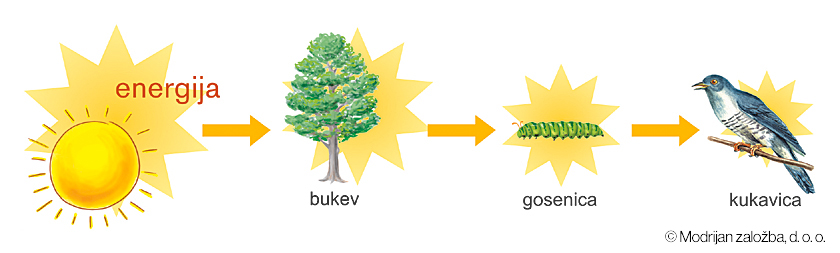 energija
bukev
gosenica
kukavica
© Modrijan založba, d. o. o.